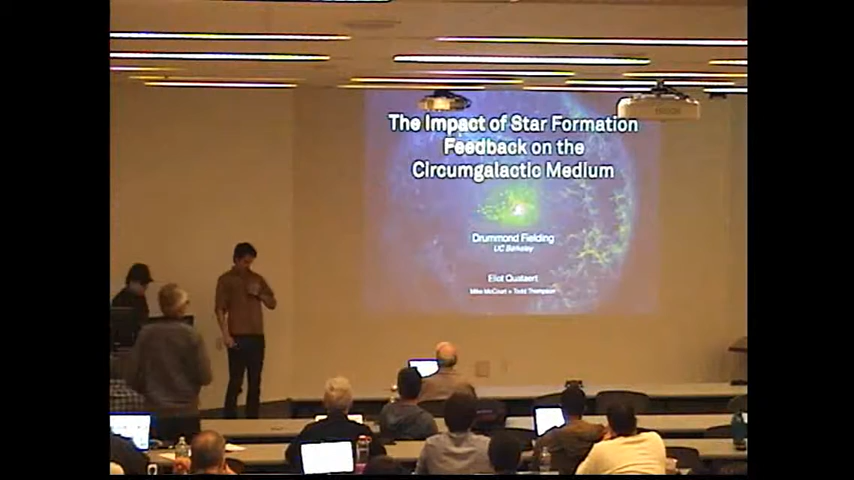 The Impact of Star Formation
Feedback on the
Circumgalactic Medium
Drummond Fielding
UC Berkeley
Eliot Quataert
Mike McCourt + Todd Thompson